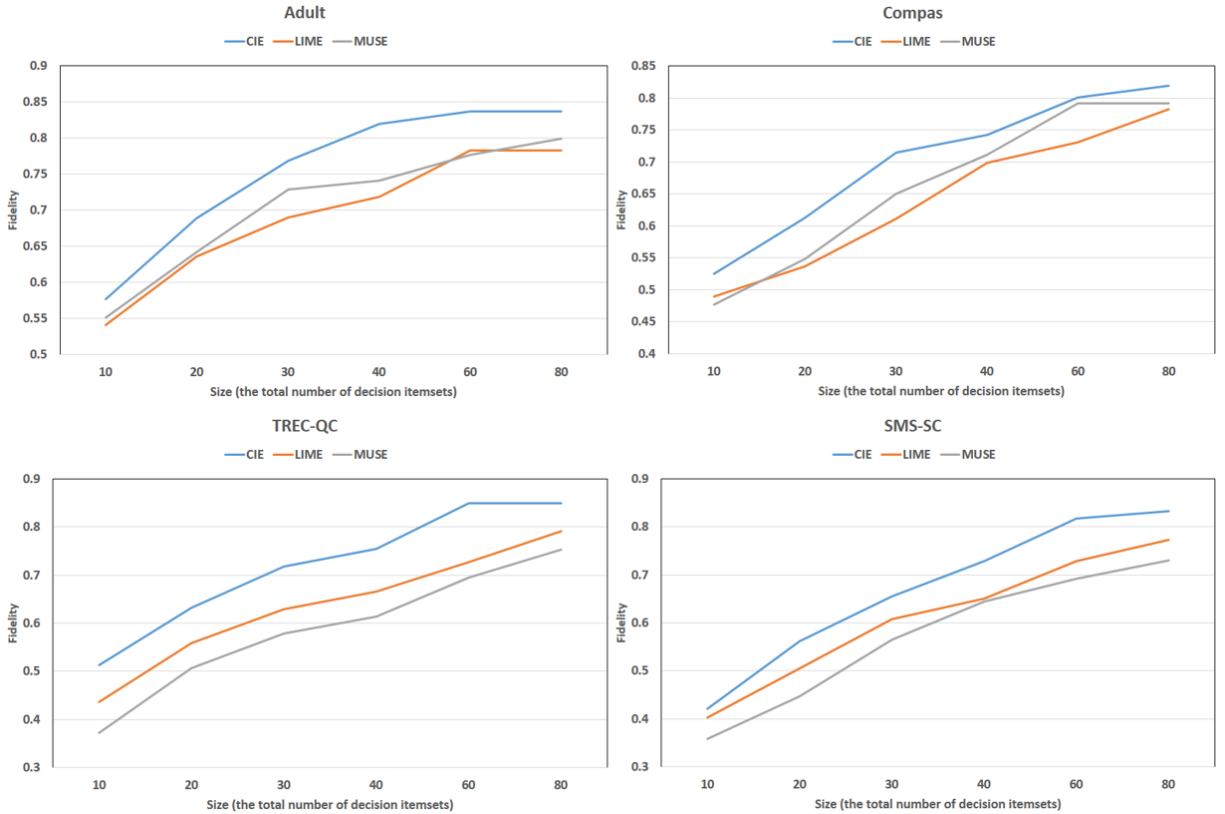 Adult
CIE LIME MUSE
0.9
0.85
0.8
0.75
0.7
0.65
0.6
0.55
0.5
Fidelity
10 20 30 40 60 80
Size (the total number of decision itemsets)
Compas
CIE LIME MUSE
0.85
0.8
0.75
0.7
0.65
0.6
0.55
0.5
0.45
0.4
Fidelity
10 20 30 40 60 80
Size (the total number of decision itemsets)
TREC-QC
CIE LIME MUSE
0.9
0.8
0.7
0.6
0.5
0.4
0.3
Fidelity
10 20 30 40 60 80
Size (the total number of decision itemsets)
SMS-SC
CIE LIME MUSE
0.9
0.8
0.7
0.6
0.5
0.4
0.3
Fidelity
10 20 30 40 60 80
Size (the total number of decision itemsets)